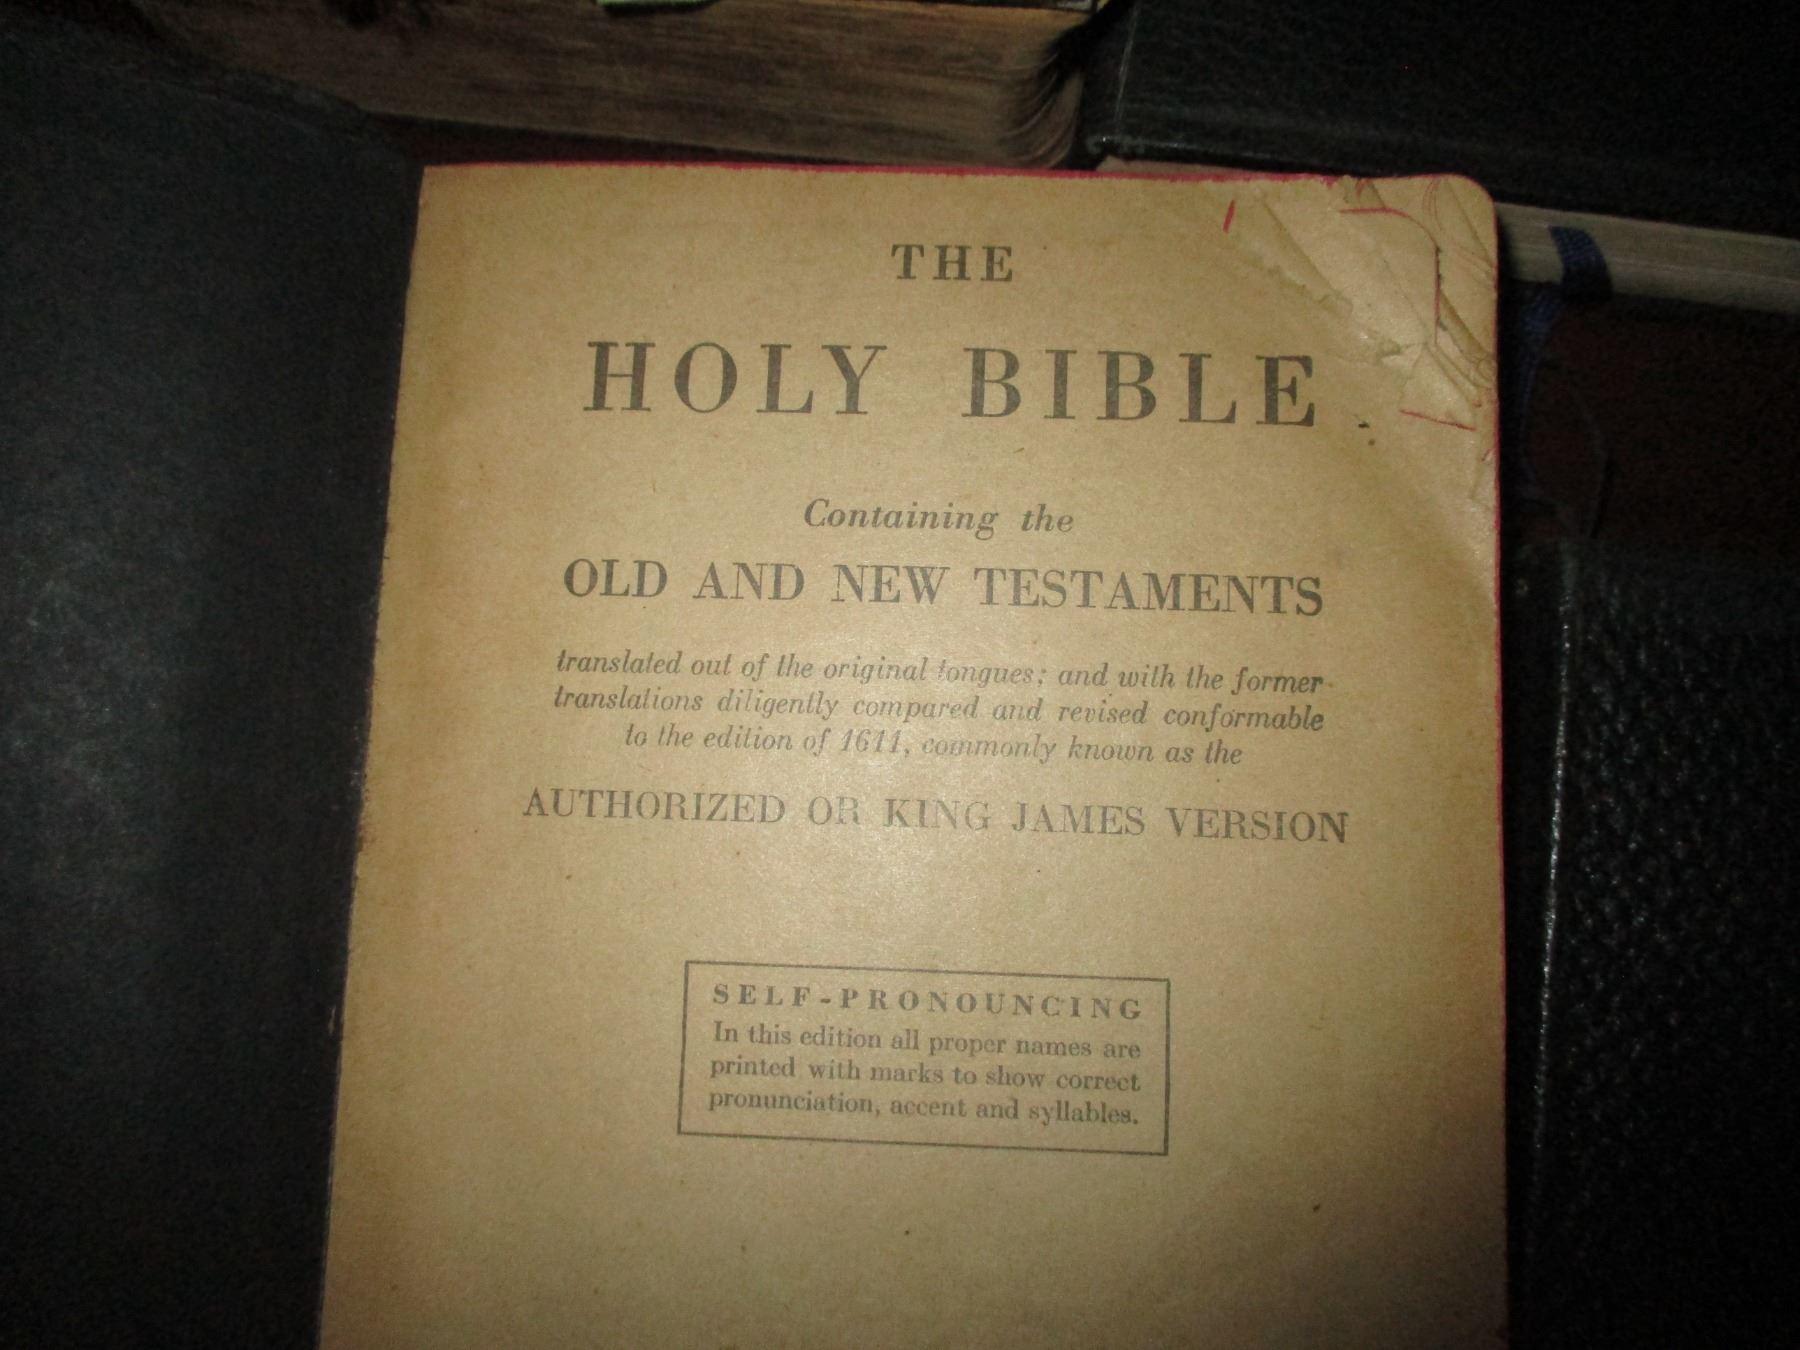 THE
HOLY BIBLE
Containing the
OLD AND NEW TESTAMENTS
translated out of the original tongues; and with the former
translations diligently compared and revised conformable
to the edition of 1611, commonly known as the
AUTHORIZED OR KING JAMES VERSION
SELF-PRONOUNCING
In this edition all proper names are
printed with marks to show correct
pronunciation, accent and syllables.